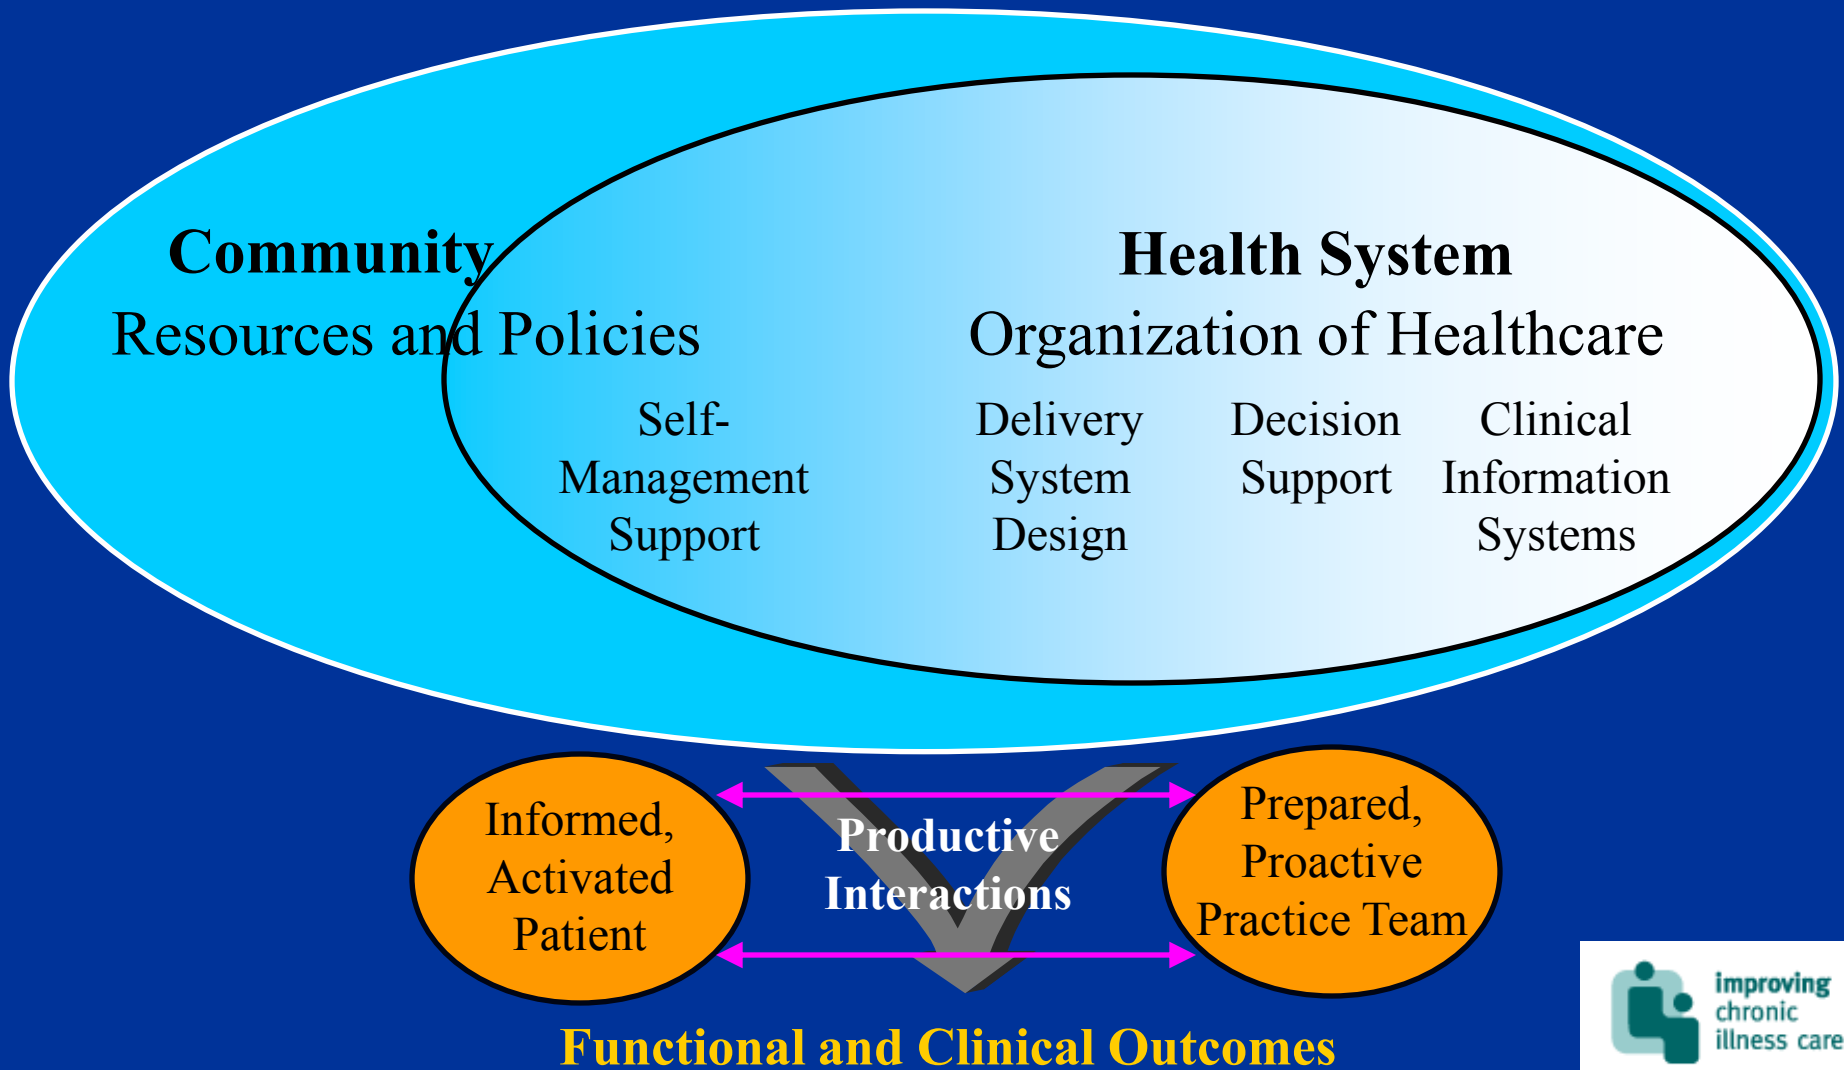 Community
Resources and Policies
Health System
Organization of Healthcare
Self-
Management
Support
Delivery
System
Design
Decision
Support
Clinical
Information
Systems
Informed,
Activated
Patient
Productive
Interactions
Prepared,
Proactive
Practice Team
Functional and Clinical Outcomes
improving
chronic
illness care